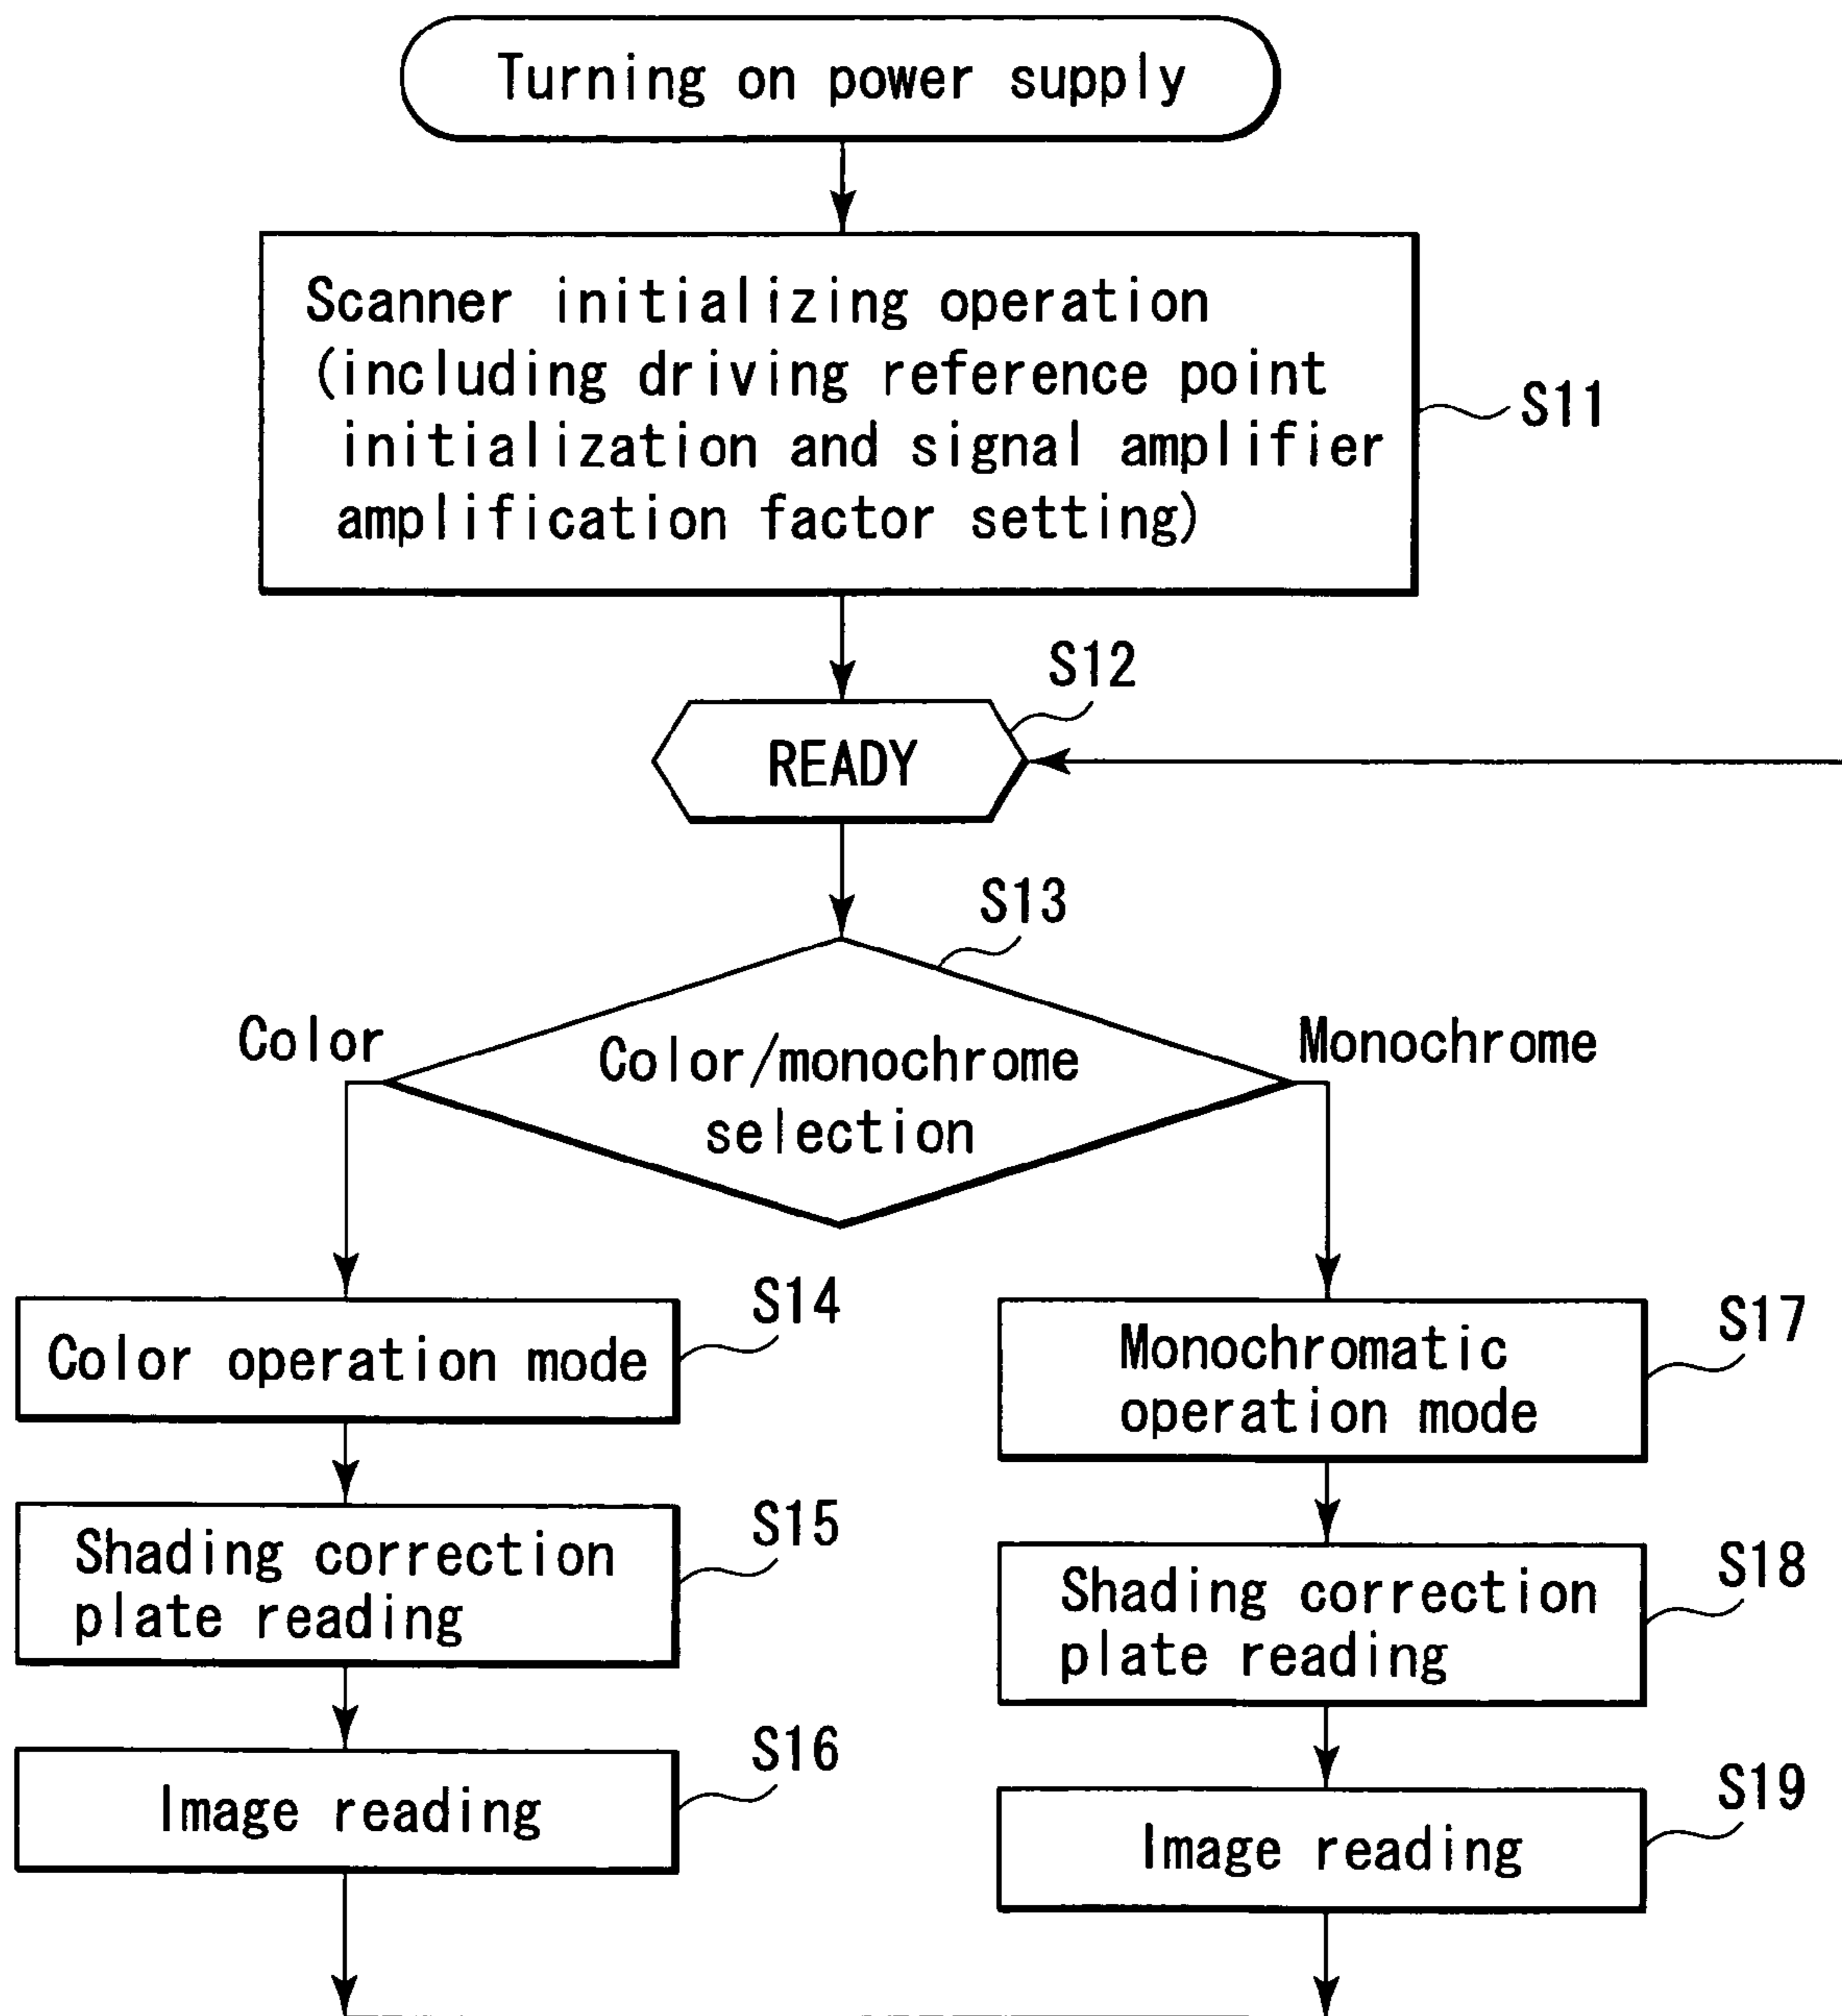 Turning on power supply
Scanner initializing operation
(including driving reference point
initialization and signal amplifier
amplification factor setting)
S11
S12
READY
S13
Color
Monochrome
Color/monochrome
selection
S14
Color operation mode
S15
Shading correction
plate reading
S16
Image reading
S17
Monochromatic
operation mode
S18
Shading correction
plate reading
S19
Image reading